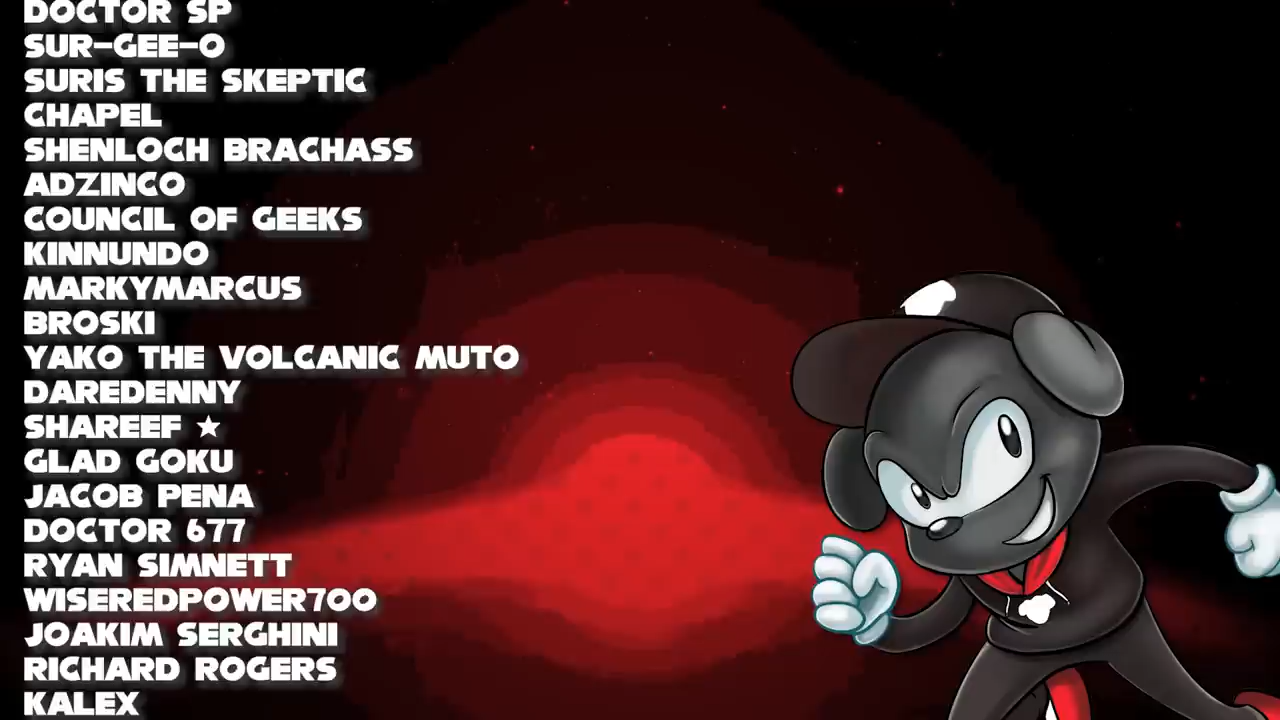 DOCTOR SP
SUR-GEE-O
SURIS THE SKEPTIC
CHAPEL
SHENLOCH BRACHASS
ADZINCO
COUNCIL OF GEEKS
KINNUNDO
MARKYMARCUS
BROSKI
YAKO THE VOLCANIC MUTO
DAREDENNY
SHAREEF ★
GLAD GOKU
JACOB PENA
DOCTOR 677
RYAN SIMNETT
WISEREDPOWER700
JOAKIM SERGHINI
RICHARD ROGERS
KALEX